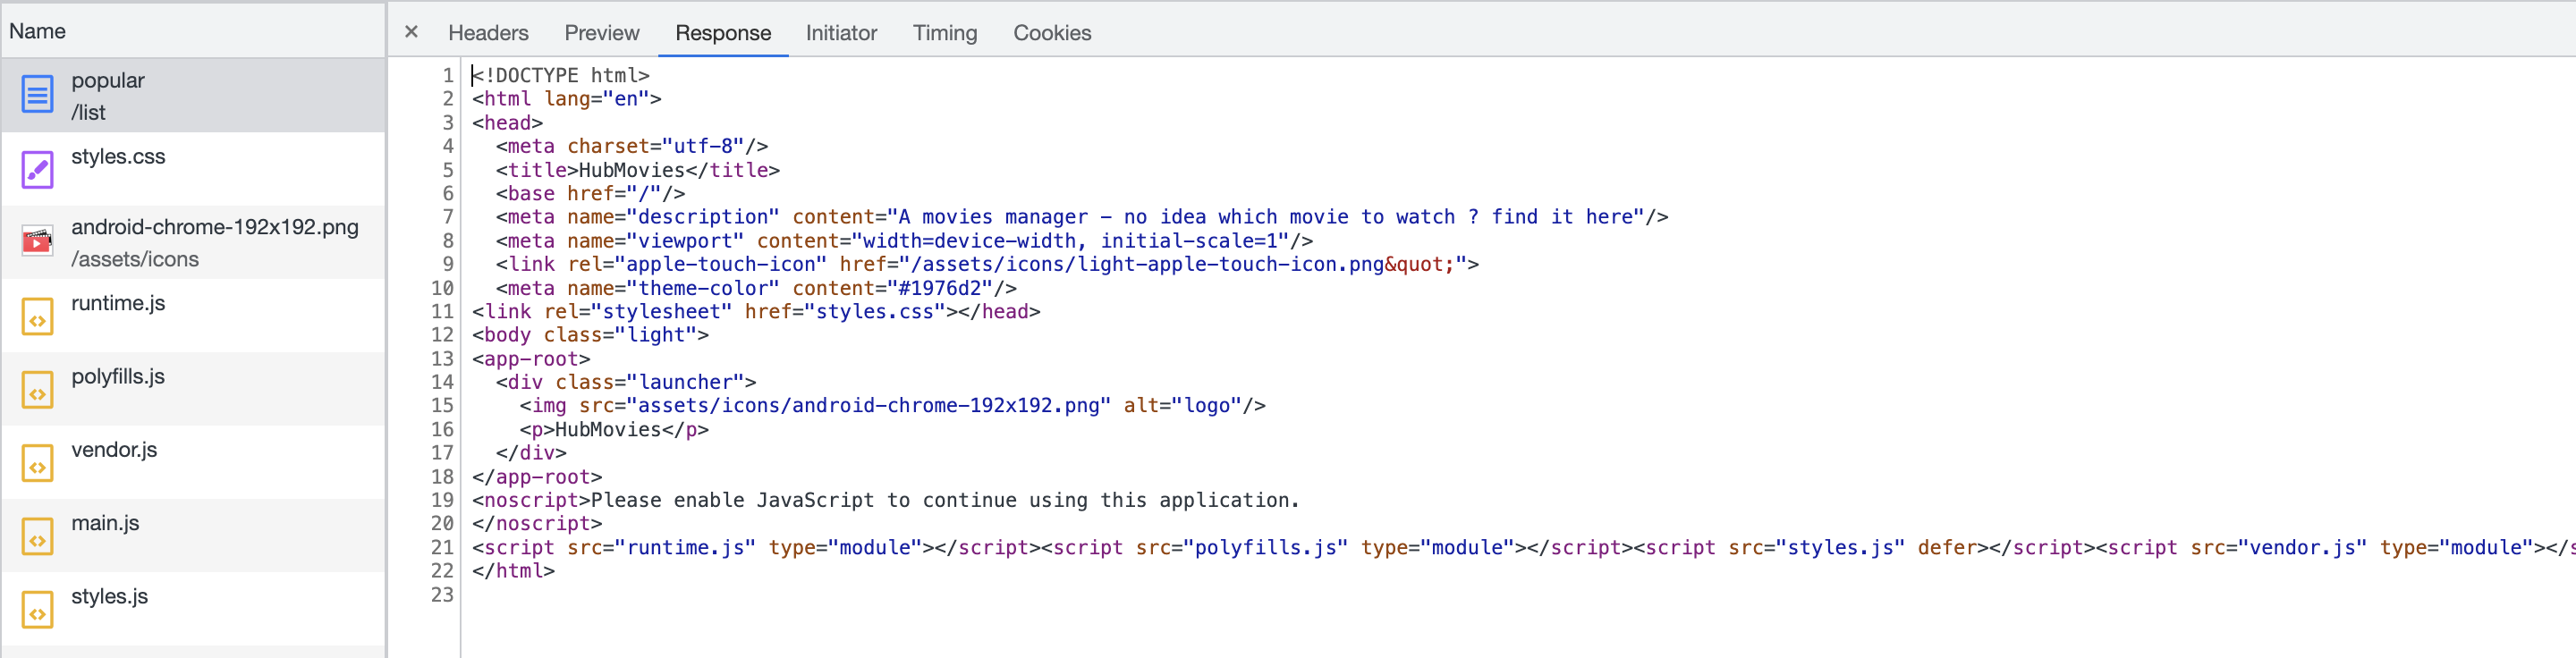 Name
popular
/list
styles.css
android-chrome-192x192.png
/assets/icons
runtime.js
polyfills.js
vendor.js
main.js
styles.js
× Headers Preview Response Initiator Timing Cookies
1 <!DOCTYPE html>
2 <html lang="en">
3 <head>
4   <meta charset="utf-8"/>
5   <title>HubMovies</title>
6   <base href="/"/>
7   <meta name="description" content="A movies manager – no idea which movie to watch ? find it here"/>
8   <meta name="viewport" content="width=device-width, initial-scale=1"/>
9   <link rel="apple-touch-icon" href="/assets/icons/light-apple-touch-icon.png&quot;">
10   <meta name="theme-color" content="#1976d2"/>
11 <link rel="stylesheet" href="styles.css"></head>
12 <body class="light">
13 <app-root>
14   <div class="launcher">
15     <img src="assets/icons/android-chrome-192x192.png" alt="logo"/>
16     <p>HubMovies</p>
17   </div>
18 </app-root>
19 <noscript>Please enable JavaScript to continue using this application.
20 </noscript>
21 <script src="runtime.js" type="module"></script><script src="polyfills.js" type="module"></script><script src="styles.js" defer></script><script src="vendor.js" type="module"></s
22 </html>
23